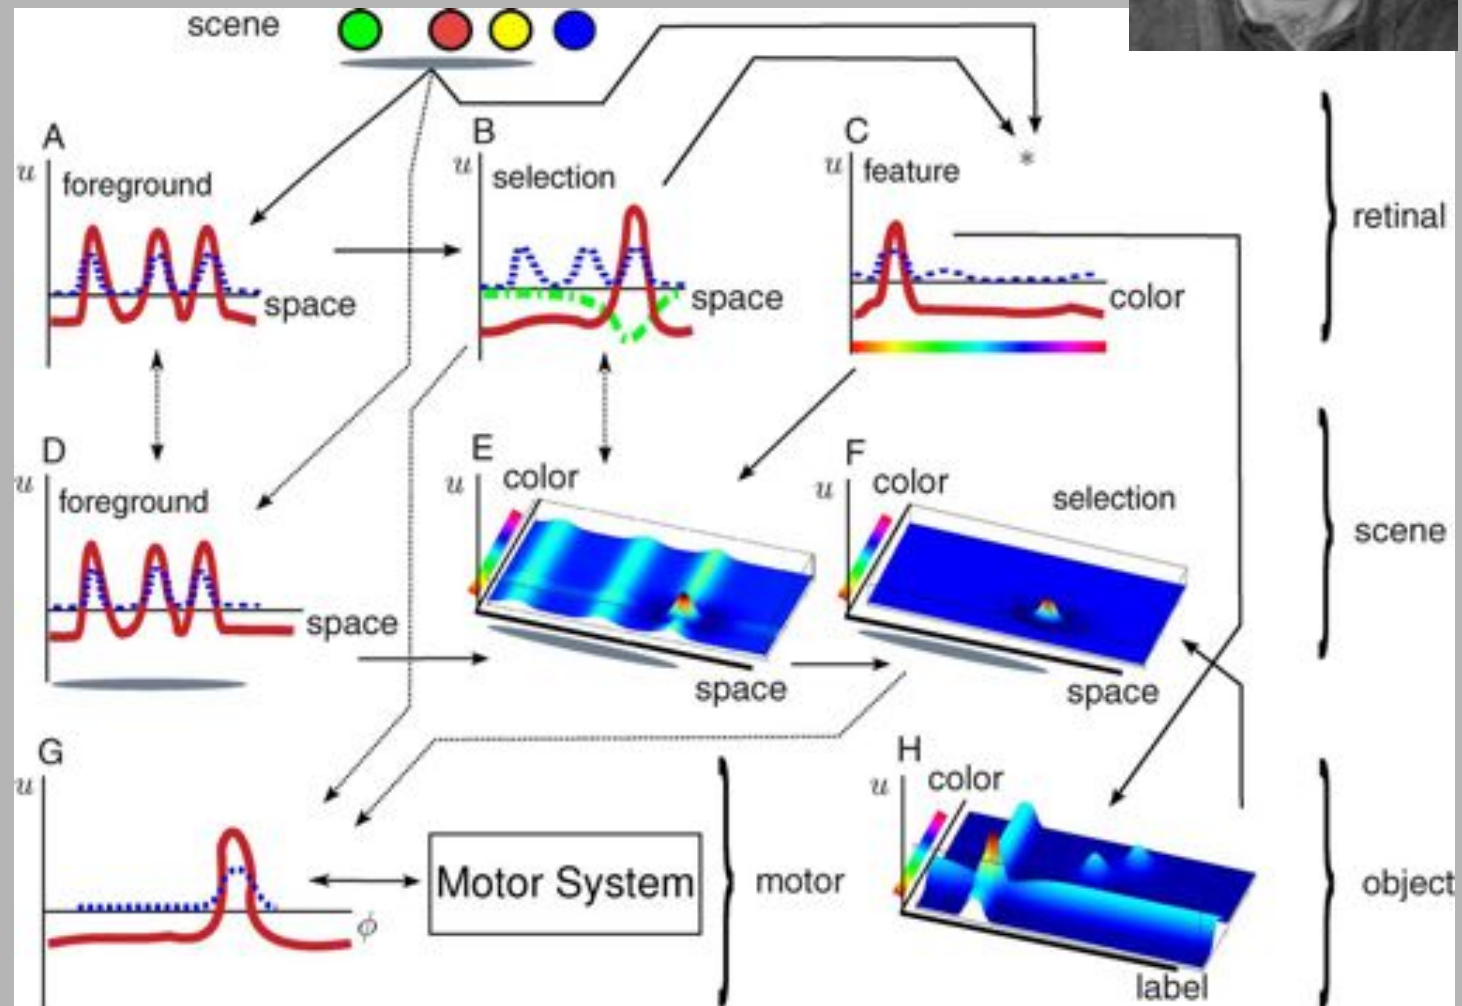 scene
A
u
foreground
space
B
u
selection
space
C
u
feature
*
color
retinal
D
u
foreground
space
E
u
color
space
F
u
color
selection
space
scene
G
u
ϕ
Motor System
motor
H
u
color
label
object